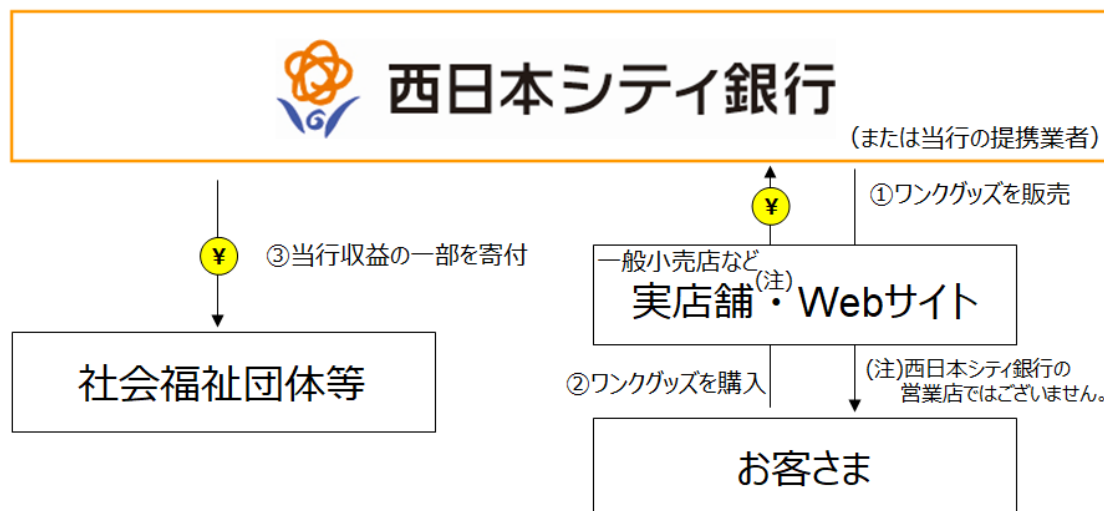 西日本シティ銀行
(または当行の提携業者)
¥
①ワンクグッズを販売
¥
③当行収益の一部を寄付
一般小売店など
(注)
実店舗・Webサイト
社会福祉団体等
②ワンクグッズを購入
(注)西日本シティ銀行の
営業店ではございません。
お客さま